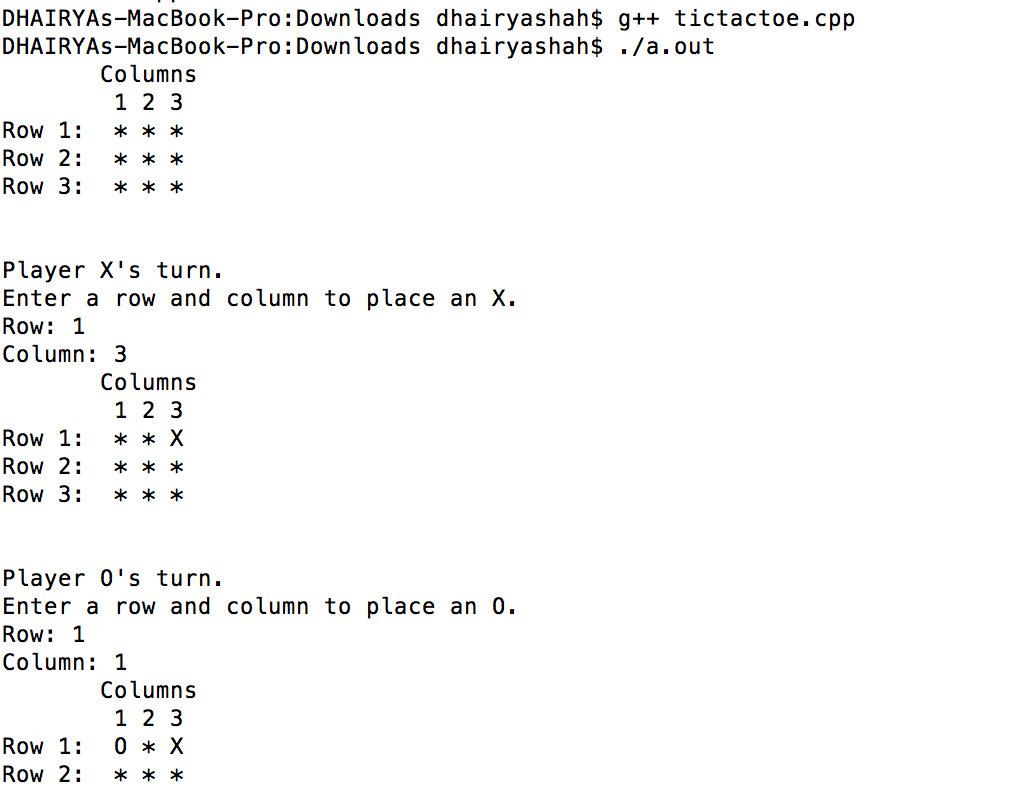 DHAIRYAs-MacBook-Pro:Downloads dhairyashah$ g++ tictactoe.cpp
DHAIRYAs-MacBook-Pro:Downloads dhairyashah$ ./a.out
       Columns
        1 2 3
Row 1:  * * *
Row 2:  * * *
Row 3:  * * *
Player X's turn.
Enter a row and column to place an X.
Row: 1
Column: 3
       Columns
        1 2 3
Row 1:  * * X
Row 2:  * * *
Row 3:  * * *
Player O's turn.
Enter a row and column to place an O.
Row: 1
Column: 1
       Columns
        1 2 3
Row 1:  O * X
Row 2:  * * *